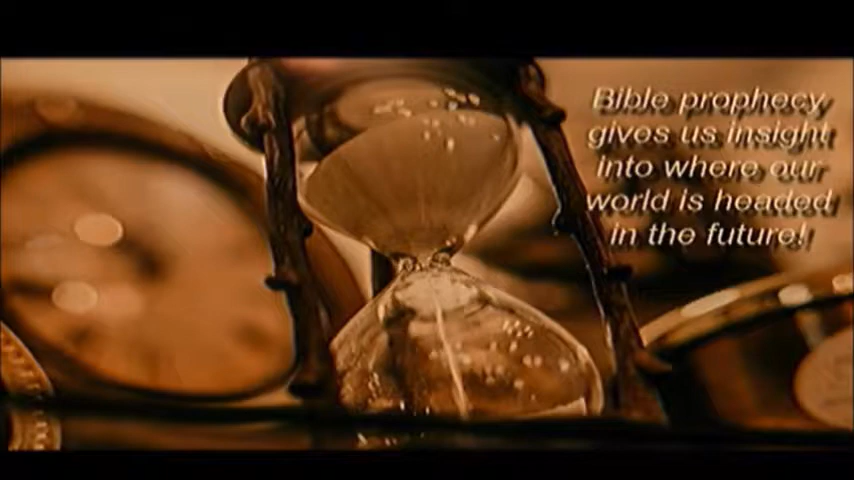 Bible prophecy
gives us insight
into where our
world is headed
in the future!